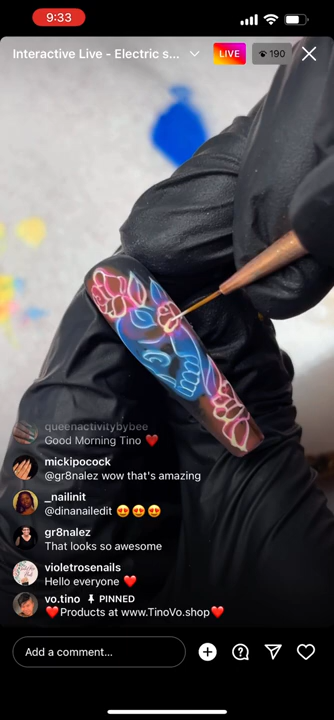 9:33
Interactive Live - Electric s...
LIVE
190
queenactivitybybee
Good Morning Tino ❤️
mickipocock
@gr8nalez wow that's amazing
_nailinit
@dinanailedit 😍😍😍
gr8nalez
That looks so awesome
violetrosenails
Hello everyone ❤️
vo.tino PINNED
❤️Products at www.TinoVo.shop❤️
Add a comment...